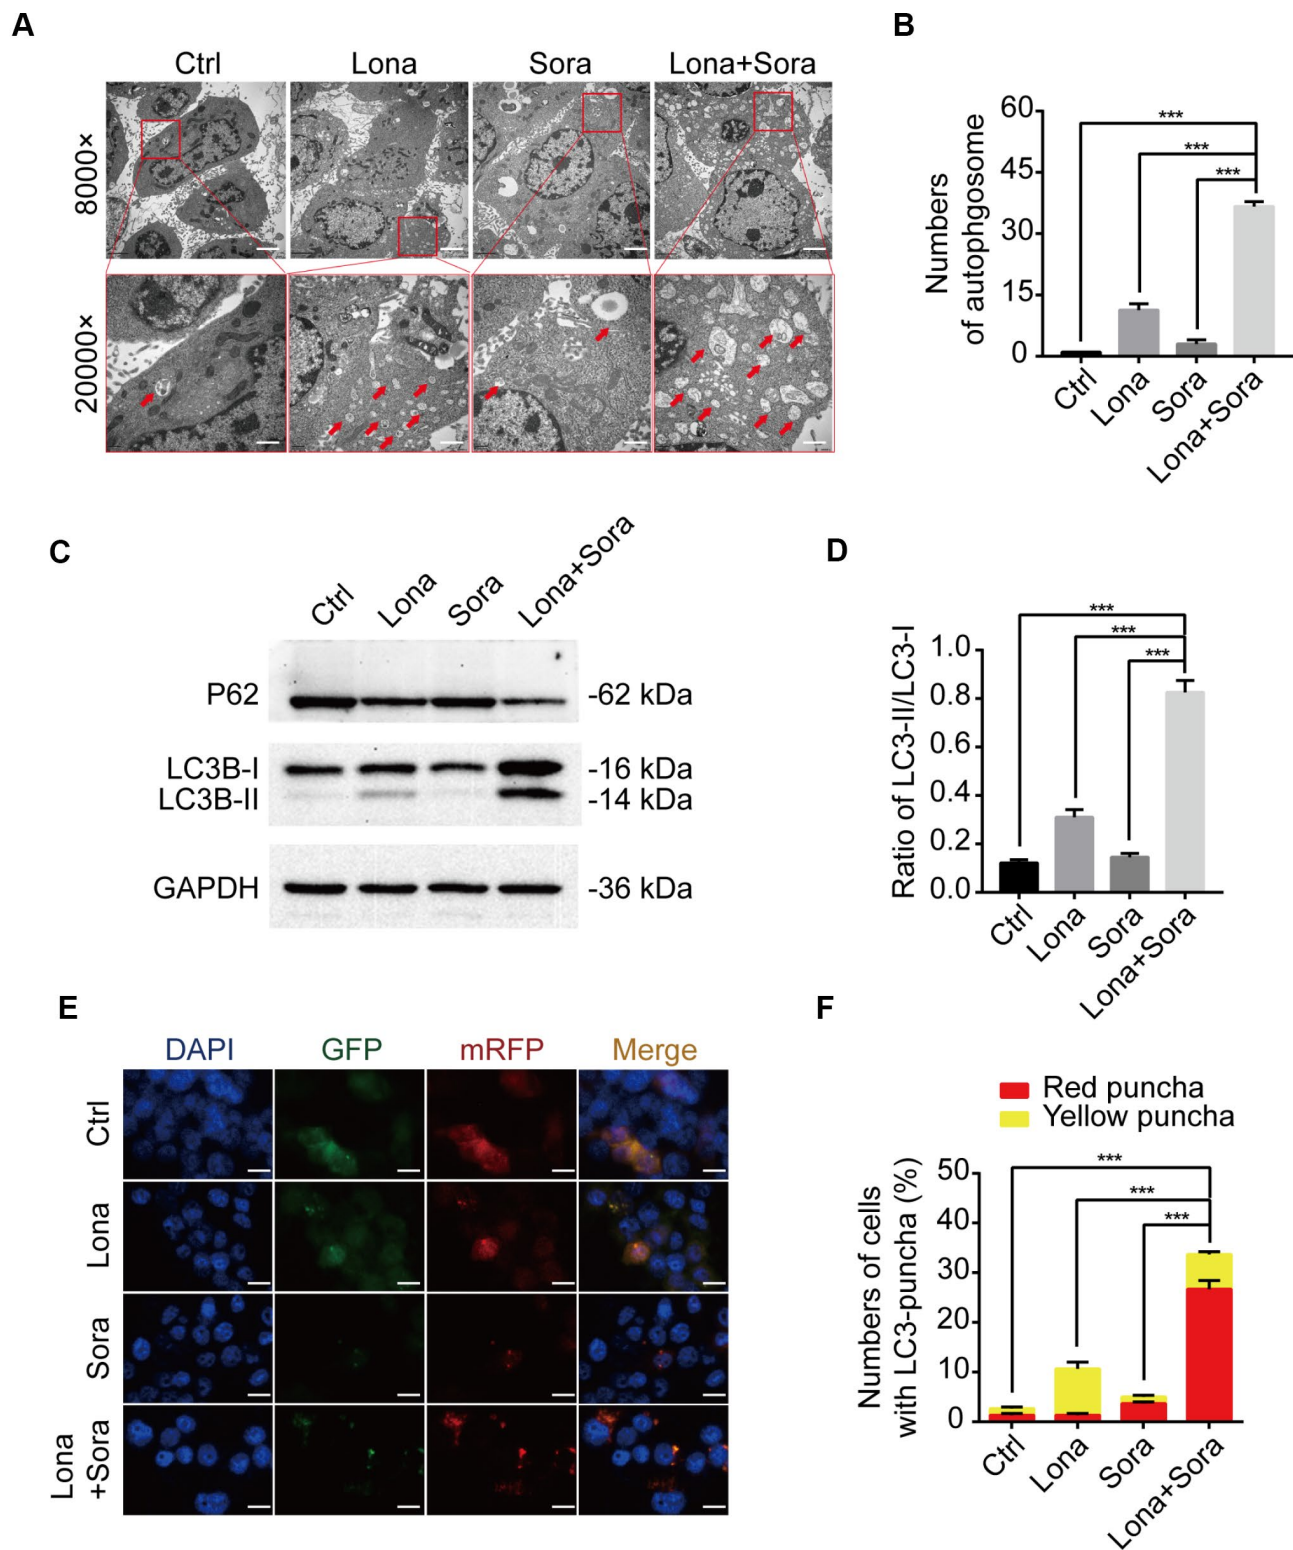 A
Ctrl
Lona
Sora
Lona+Sora
8000×
20000×
B
Numbers
of autophgosome
60
45
30
15
0
***
***
***
Ctrl
Lona
Sora
Lona+Sora
C
Ctrl
Lona
Sora
Lona+Sora
P62
-62 kDa
LC3B-I
-16 kDa
LC3B-II
-14 kDa
GAPDH
-36 kDa
D
Ratio of LC3-II/LC3-I
1.0
0.8
0.6
0.4
0.2
0.0
***
***
***
Ctrl
Lona
Sora
Lona+Sora
E
DAPI
GFP
mRFP
Merge
Ctrl
Lona
Sora
Lona
+Sora
F
Red puncha
Yellow puncha
Numbers of cells
with LC3-puncha (%)
50
40
30
20
10
0
***
***
***
Ctrl
Lona
Sora
Lona+Sora